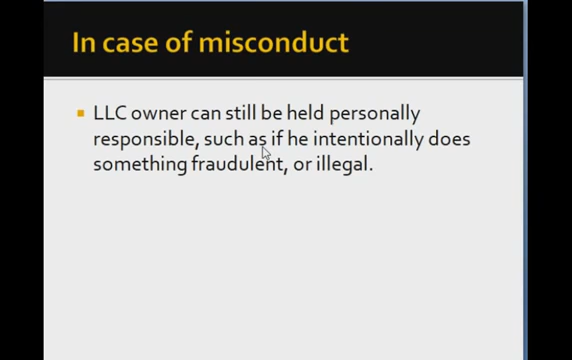 In case of misconduct
LLC owner can still be held personally
responsible, such as if he intentionally does
something fraudulent, or illegal.